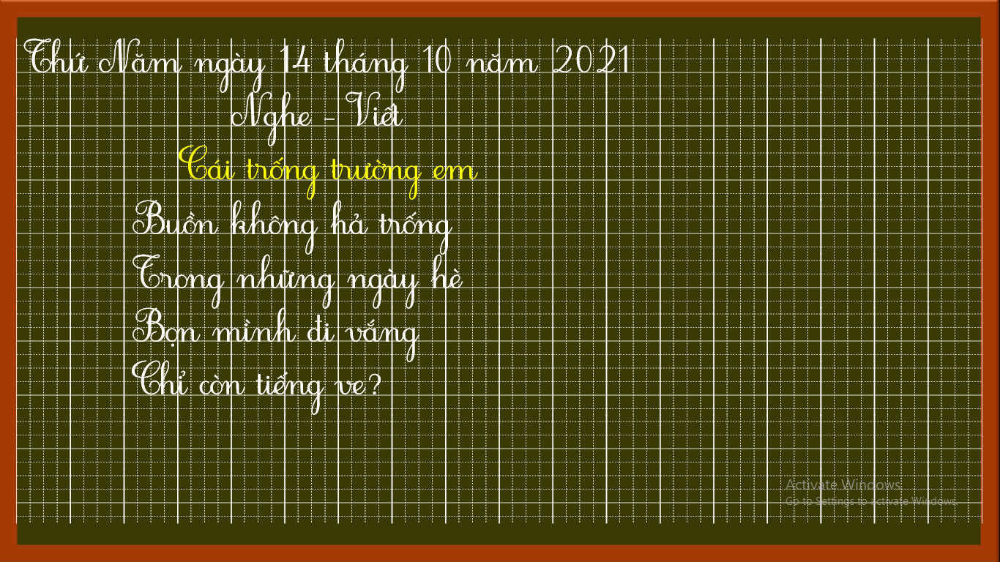 Thứ Năm ngày 14 tháng 10 năm 2021
Nghe - Viết
Cái trống trường em
Buồn không hả trống
Trong những ngày hè
Bọn mình đi vắng
Chỉ còn tiếng ve?
Activate Windows
Go to Settings to activate Windows.